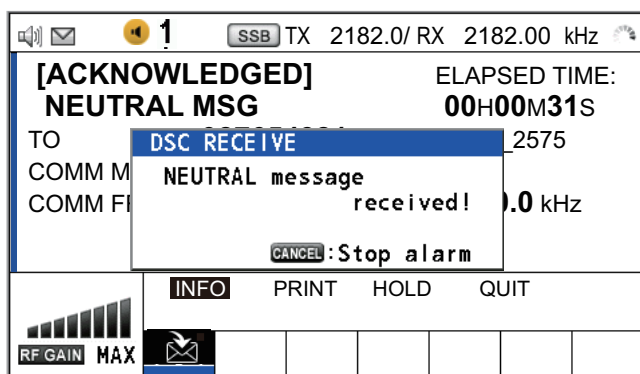 1 SSB TX 2182.0/ RX 2182.00 kHz
[ACKNOWLEDGED] ELAPSED TIME:
NEUTRAL MSG 00H00M31S
TO _2575
DSC RECEIVE
COMM M
NEUTRAL message
COMM F
received! .0 kHz
CANCEL:Stop alarm
INFO PRINT HOLD QUIT
RF GAIN MAX